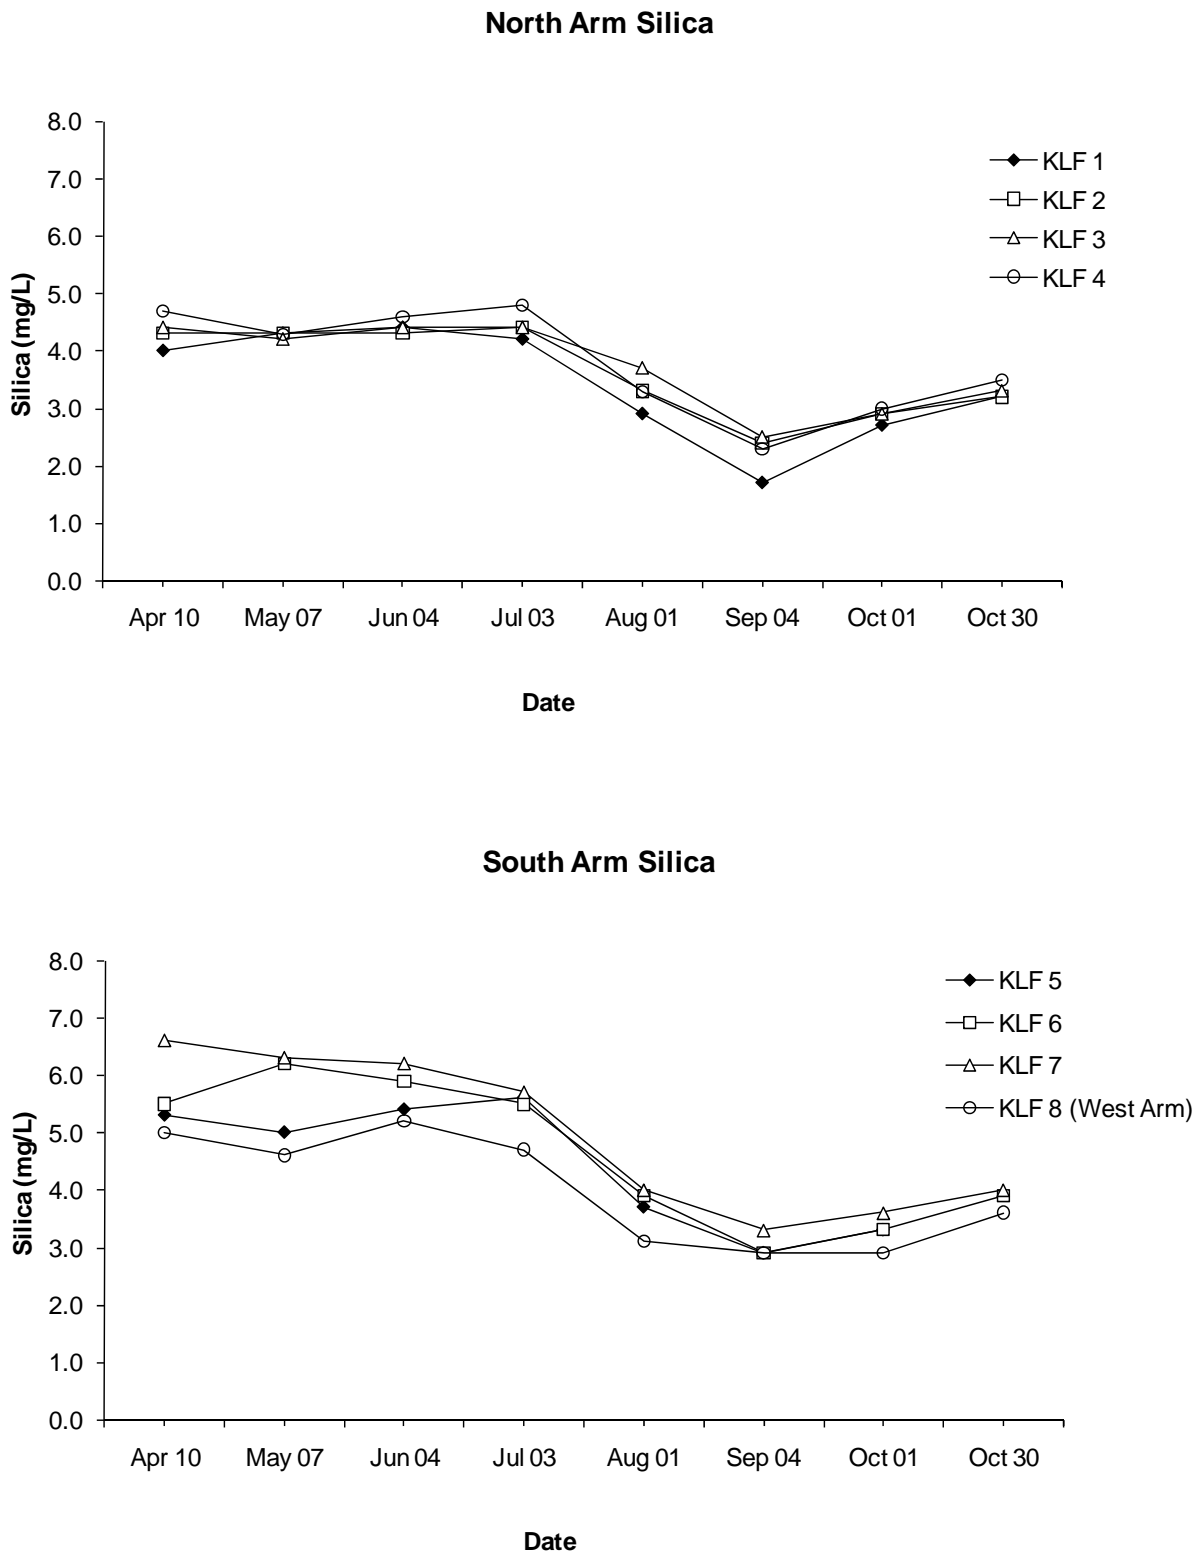 North Arm Silica
8.0
7.0
6.0
5.0
4.0
3.0
2.0
1.0
0.0
Silica (mg/L)
KLF 1
KLF 2
KLF 3
KLF 4
Apr 10 May 07 Jun 04 Jul 03 Aug 01 Sep 04 Oct 01 Oct 30
Date
South Arm Silica
8.0
7.0
6.0
5.0
4.0
3.0
2.0
1.0
0.0
Silica (mg/L)
KLF 5
KLF 6
KLF 7
KLF 8 (West Arm)
Apr 10 May 07 Jun 04 Jul 03 Aug 01 Sep 04 Oct 01 Oct 30
Date